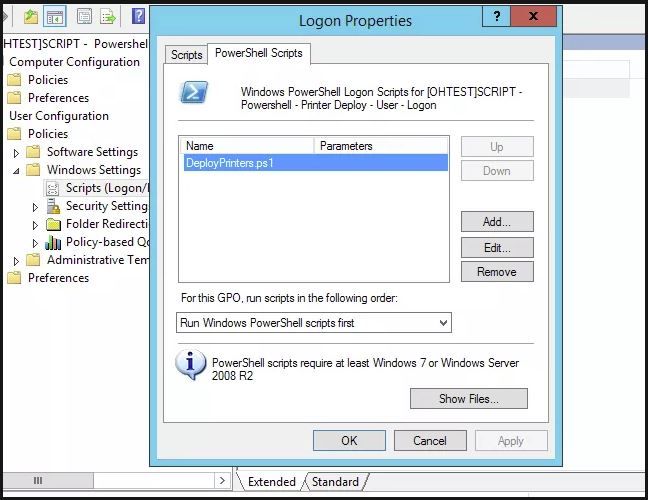 Logon Properties
? x
OHTEST]SCRIPT - Powershell
Computer Configuration
Policies
Preferences
User Configuration
Policies
Software Settings
Windows Settings
Scripts (Logon/
Security Setting
Folder Redirecti
Policy-based Qo
Administrative Tem
Preferences
Scripts
PowerShell Scripts
Windows PowerShell Logon Scripts for [OHTEST]SCRIPT -
Powershell - Printer Deploy - User - Logon
Name Parameters
DeployPrinters.ps1
Up
Down
Add...
Edit...
Remove
For this GPO, run scripts in the following order:
Run Windows PowerShell scripts first
PowerShell scripts require at least Windows 7 or Windows Server
2008 R2
Show Files...
OK Cancel Apply
Extended Standard